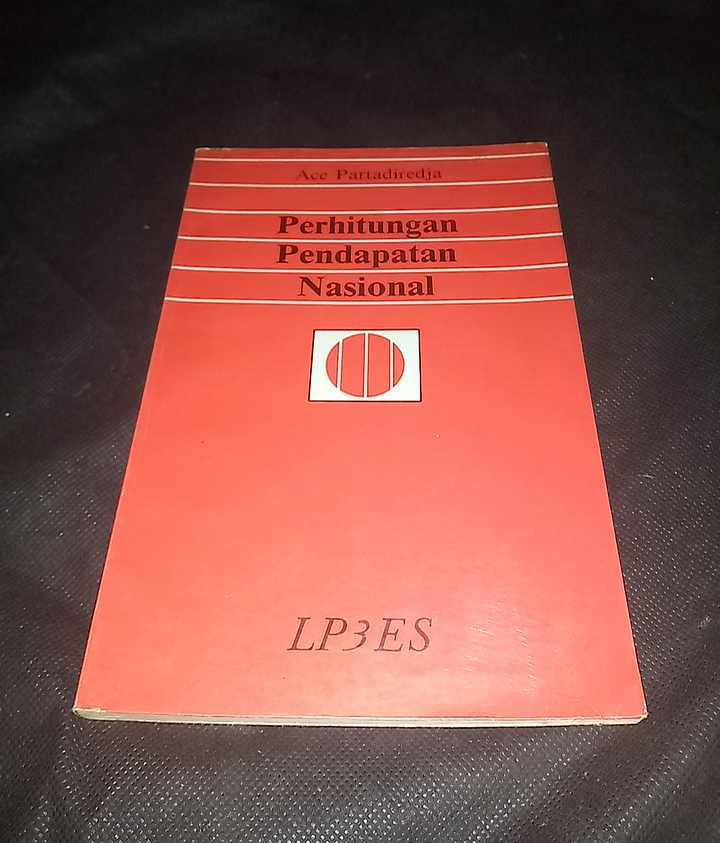 Ace Partadiredja
Perhitungan
Pendapatan
Nasional
LP3ES